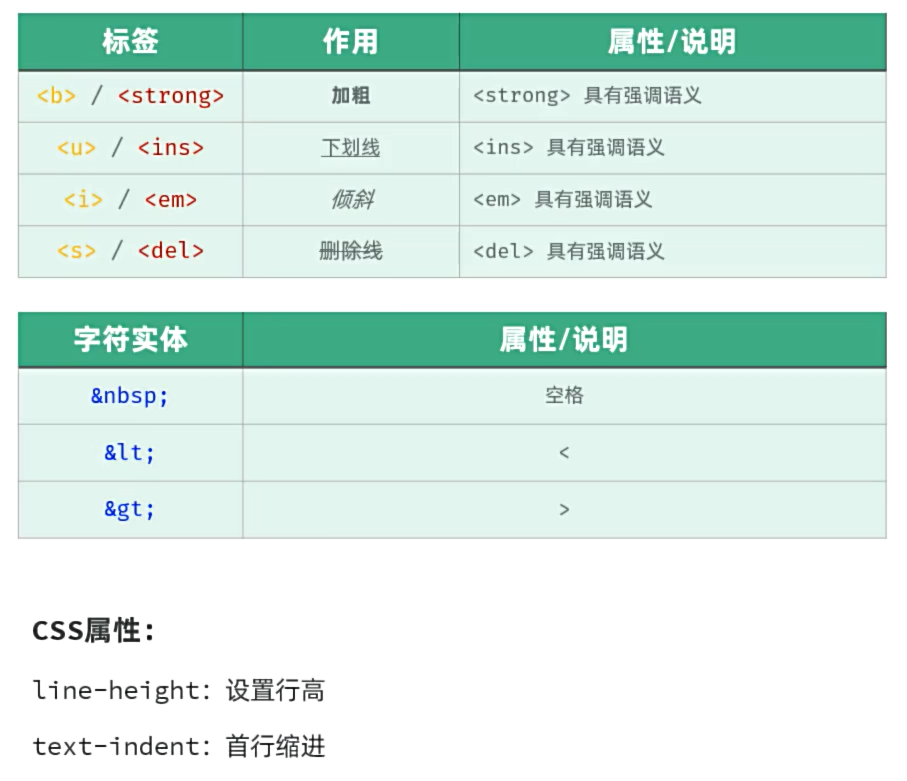 标签 作用 属性/说明
<b> / <strong> 加粗 <strong> 具有强调语义
<u> / <ins> 下划线 <ins> 具有强调语义
<i> / <em> 倾斜 <em> 具有强调语义
<s> / <del> 删除线 <del> 具有强调语义
字符实体 属性/说明
&nbsp; 空格
&lt; <
&gt; >
CSS属性：
line-height：设置行高
text-indent：首行缩进